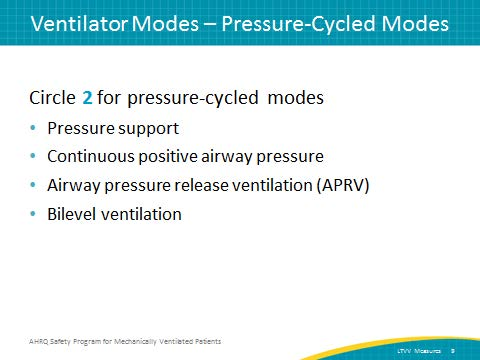 Ventilator Modes – Pressure-Cycled Modes
Circle 2 for pressure-cycled modes
• Pressure support
• Continuous positive airway pressure
• Airway pressure release ventilation (APRV)
• Bilevel ventilation
AHRQ Safety Program for Mechanically Ventilated Patients
LTVV Measures 9